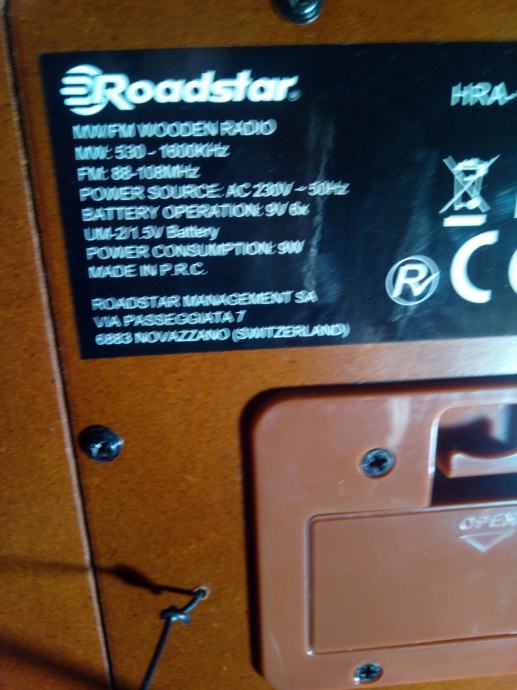 Roadstar®
HRA-
MW/FM WOODEN RADIO
MW: 530 - 1600KHz
FM: 88-108MHz
POWER SOURCE: AC 230V ~ 50Hz
BATTERY OPERATION: 9V 6x
UM-2/1.5V Battery
POWER CONSUMPTION: 9W
MADE IN P.R.C.
ROADSTAR MANAGEMENT SA
VIA PASSEGGIATA 7
6883 NOVAZZANO (SWITZERLAND)
R
CE
OPEN